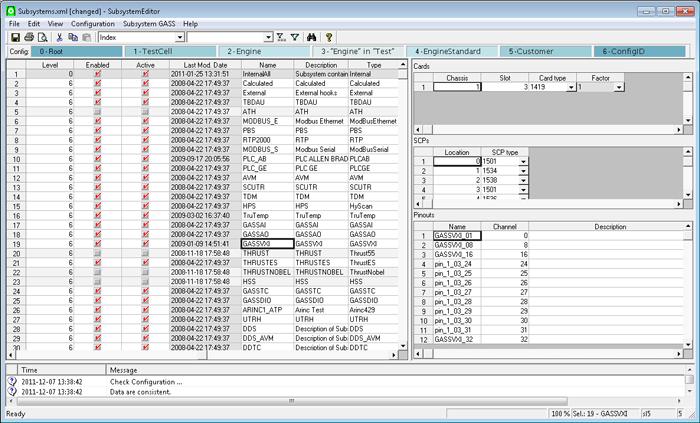 Subsystems.xml [changed] - SubsystemEditor
File Edit View Configuration Subsystem GASS Help
Index
Config: 0 - Root 1 - TestCell 2 - Engine 3 - "Engine" in "Test" 4 - EngineStandard 5 - Customer 6 - ConfigID
Level Enabled Active Last Mod. Date Name Description Type
1 0 2011-01-25 13:31:51 InternalAll Subsystem contain Internal
2 6 2008-04-22 17:49:37 Calculated Calculated Calculated
3 6 2008-04-22 17:49:37 External External hooks External
4 6 2008-04-22 17:49:37 TBDAU TBDAU TBDAU
5 6 2008-04-22 17:49:37 ATH ATH ATH
6 6 2008-04-22 17:49:37 MODBUS_E Modbus Ethernet ModbusEthernet
7 6 2008-04-22 17:49:37 PBS PBS PBS
8 6 2008-04-22 17:49:37 RTP2000 RTP2000 RTP2000
9 6 2008-04-22 17:49:37 MODBUS_S Modbus Serial ModbusSerial
10 6 2009-09-17 20:05:56 PLC_AB PLC ALLEN BRAD PLCAB
11 6 2008-04-22 17:49:37 PLC_GE PLC GE PLCGE
12 6 2008-04-22 17:49:37 AVM AVM AVM
13 6 2008-04-22 17:49:37 SCUTR SCUTR SCUTR
14 6 2008-04-22 17:49:37 TDM TDM TDM
15 6 2008-04-22 17:49:37 HPS HPS HyScan
16 6 2009-03-02 16:37:40 TruTemp TruTemp TruTemp
17 6 2008-04-22 17:49:37 GASSAI GASSAI GASSAI
18 6 2008-04-22 17:49:37 GASSAO GASSAO GASSAO
19 6 2009-01-09 14:51:41 GASSVXI GASSVXI GASSVXI
20 6 2008-11-18 17:58:48 THRUST THRUST Thrust55
21 6 2008-04-22 17:49:37 THRUSTES THRUSTES ThrustES
22 6 2008-11-18 17:58:48 THRUSTNOBEL THRUSTNOBEL ThrustNobel
23 6 2008-11-18 17:58:48 HSS HSS HSS
24 6 2008-04-22 17:49:37 GASSTC GASSTC GASSTC
25 6 2008-04-22 17:49:37 GASSDIO GASSDIO GASSDIO
26 6 2008-04-22 17:49:37 ARINC1_ATP Arinc Test Arinc429
27 6 2008-04-22 17:49:37 UTRH UTRH UTRH
28 6 2008-04-22 17:49:37 DDS Description of Sub DDS
29 6 2008-04-22 17:49:37 DDS_AVM Description of Sub DDS_AVM
30 6 2008-04-22 17:49:37 DDTC Description of Sub DDTC
Cards
Chassis Slot Card type Factor
1 1 3 1419 1
SCPs
Location SCP type
1 0 1501
2 1 1534
3 2 1538
4 3 1501
Pinouts
Name Channel Description
1 GASSVXI_01 0
2 GASSVXI_08 8
3 GASSVXI_16 16
4 pin_1_03_24 24
5 pin_1_03_25 25
6 pin_1_03_26 26
7 pin_1_03_27 27
8 pin_1_03_28 28
9 pin_1_03_29 29
10 pin_1_03_30 30
11 pin_1_03_31 31
12 GASSVXI_32 32
Time Message
2011-12-07 13:38:42 Check Configuration ...
2011-12-07 13:38:42 Data are consistent.
Ready 100 % Sel.: 19 - GASSVXI sl5 5